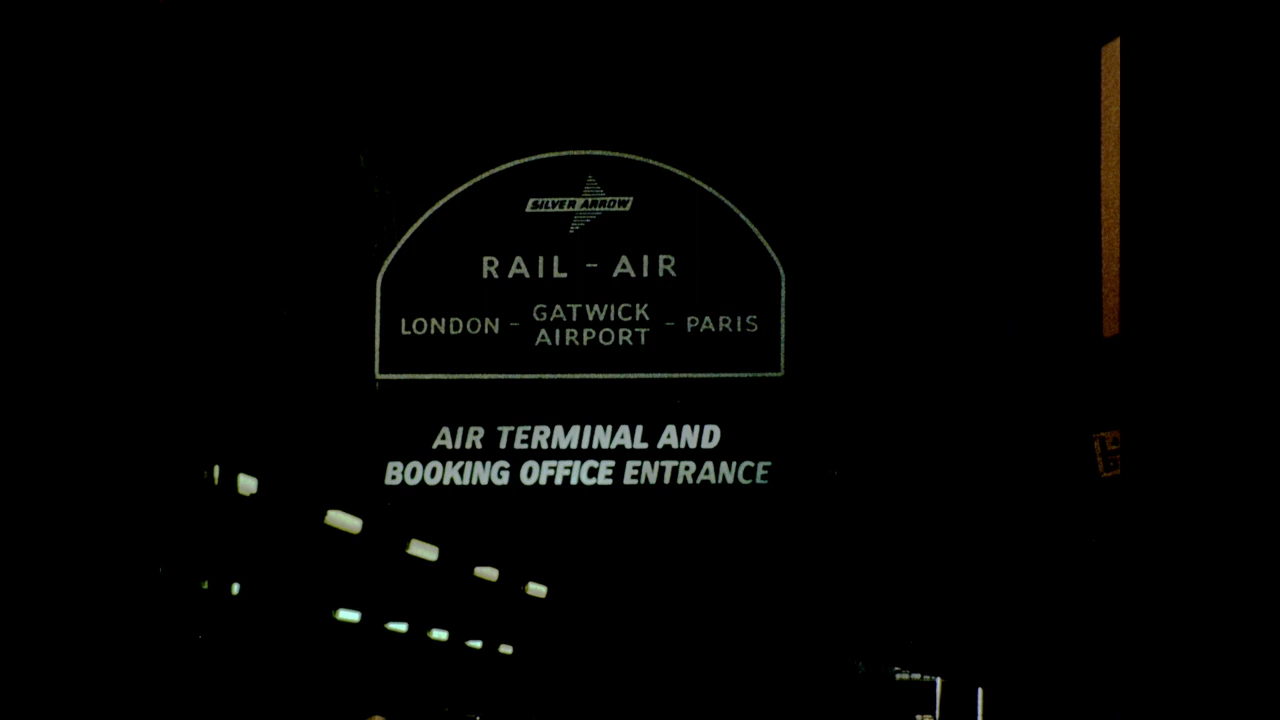 SILVER ARROW
RAIL - AIR
LONDON - GATWICK AIRPORT - PARIS
AIR TERMINAL AND
BOOKING OFFICE ENTRANCE